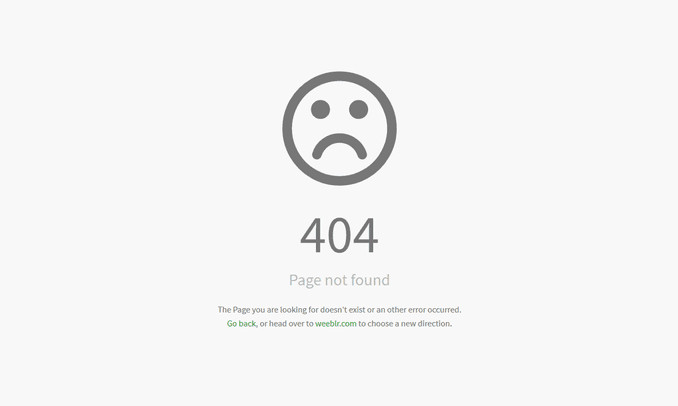 404
Page not found
The Page you are looking for doesn't exist or an other error occurred.
Go back, or head over to weeblr.com to choose a new direction.